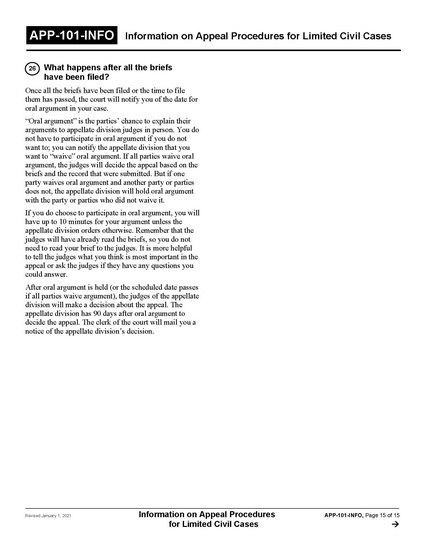 APP-101-INFO Information on Appeal Procedures for Limited Civil Cases
26 What happens after all the briefs
have been filed?
Once all the briefs have been filed or the time to file
them has passed, the court will notify you of the date for
oral argument in your case.
“Oral argument” is the parties’ chance to explain their
arguments to appellate division judges in person. You do
not have to participate in oral argument if you do not
want to; you can notify the appellate division that you
want to “waive” oral argument. If all parties waive oral
argument, the judges will decide the appeal based on the
briefs and the record that were submitted. But if one
party waives oral argument and another party or parties
does not, the appellate division will hold oral argument
with the party or parties who did not waive it.
If you do choose to participate in oral argument, you will
have up to 10 minutes for your argument unless the
appellate division orders otherwise. Remember that the
judges will have already read the briefs, so you do not
need to read your brief to the judges. It is more helpful
to tell the judges what you think is most important in the
appeal or ask the judges if they have any questions you
could answer.
After oral argument is held (or the scheduled date passes
if all parties waive argument), the judges of the appellate
division will make a decision about the appeal. The
appellate division has 90 days after oral argument to
decide the appeal. The clerk of the court will mail you a
notice of the appellate division’s decision.
Revised January 1, 2021
Information on Appeal Procedures
for Limited Civil Cases
APP-101-INFO, Page 15 of 15
→